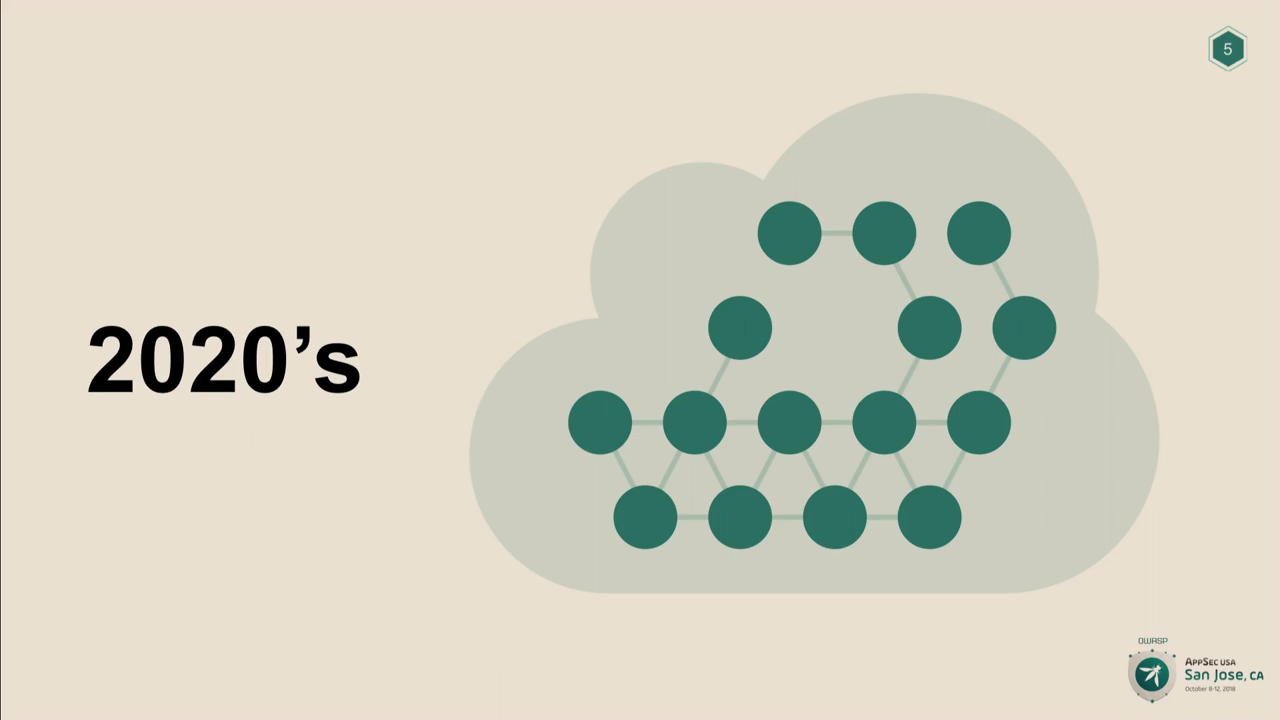 5
2020’s
OWASP
AppSec USA
San Jose, CA
October 8-12, 2018